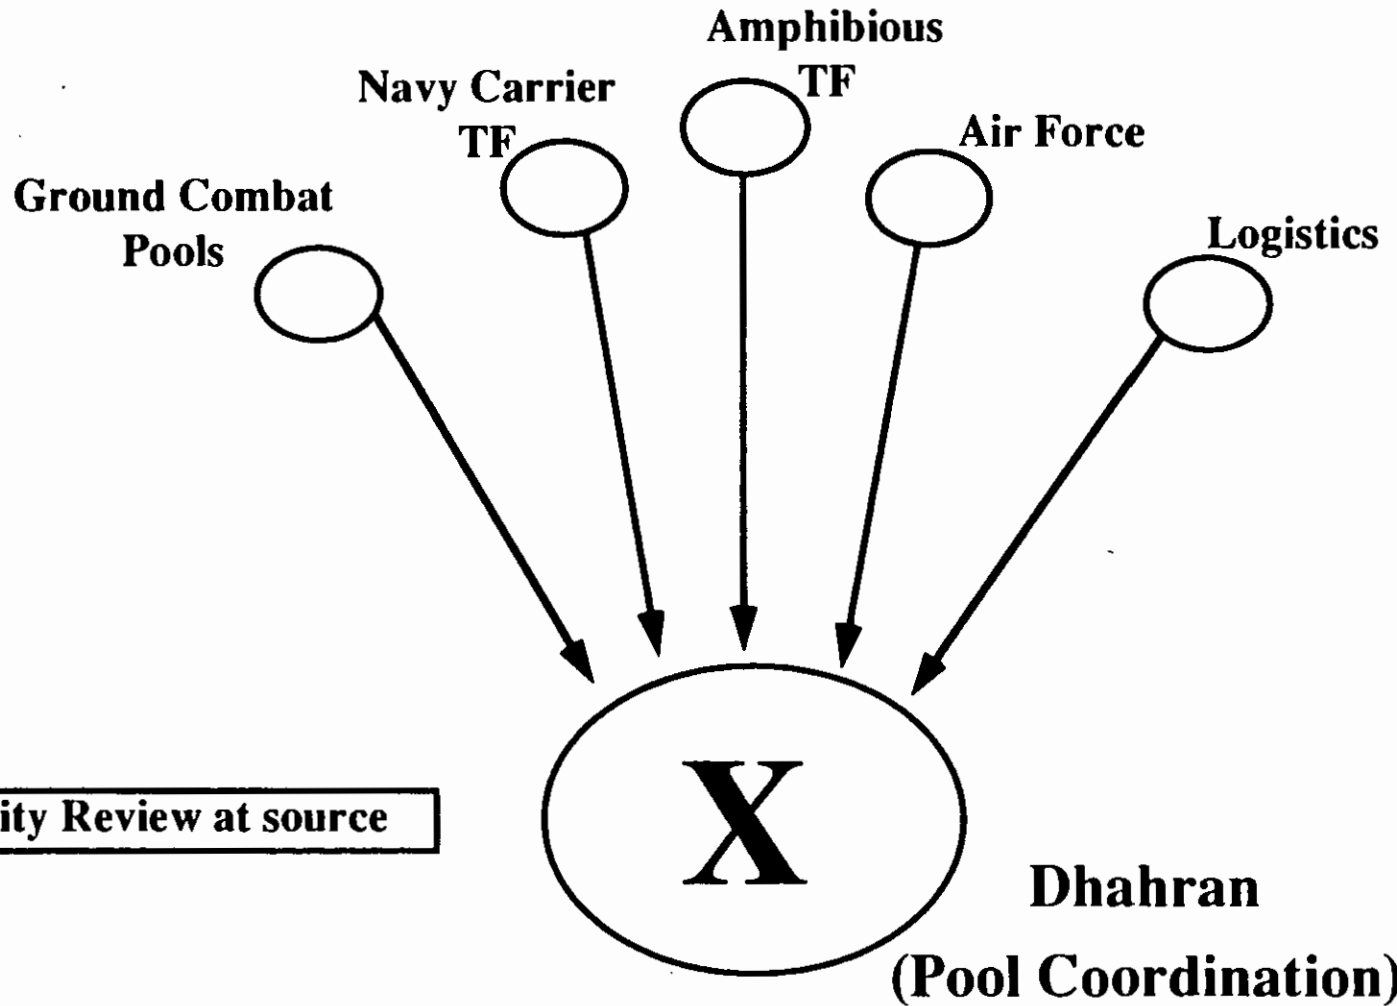 Amphibious
TF
Navy Carrier
TF
Air Force
Ground Combat
Pools
Logistics
ity Review at source
X
Dhahran
(Pool Coordination)